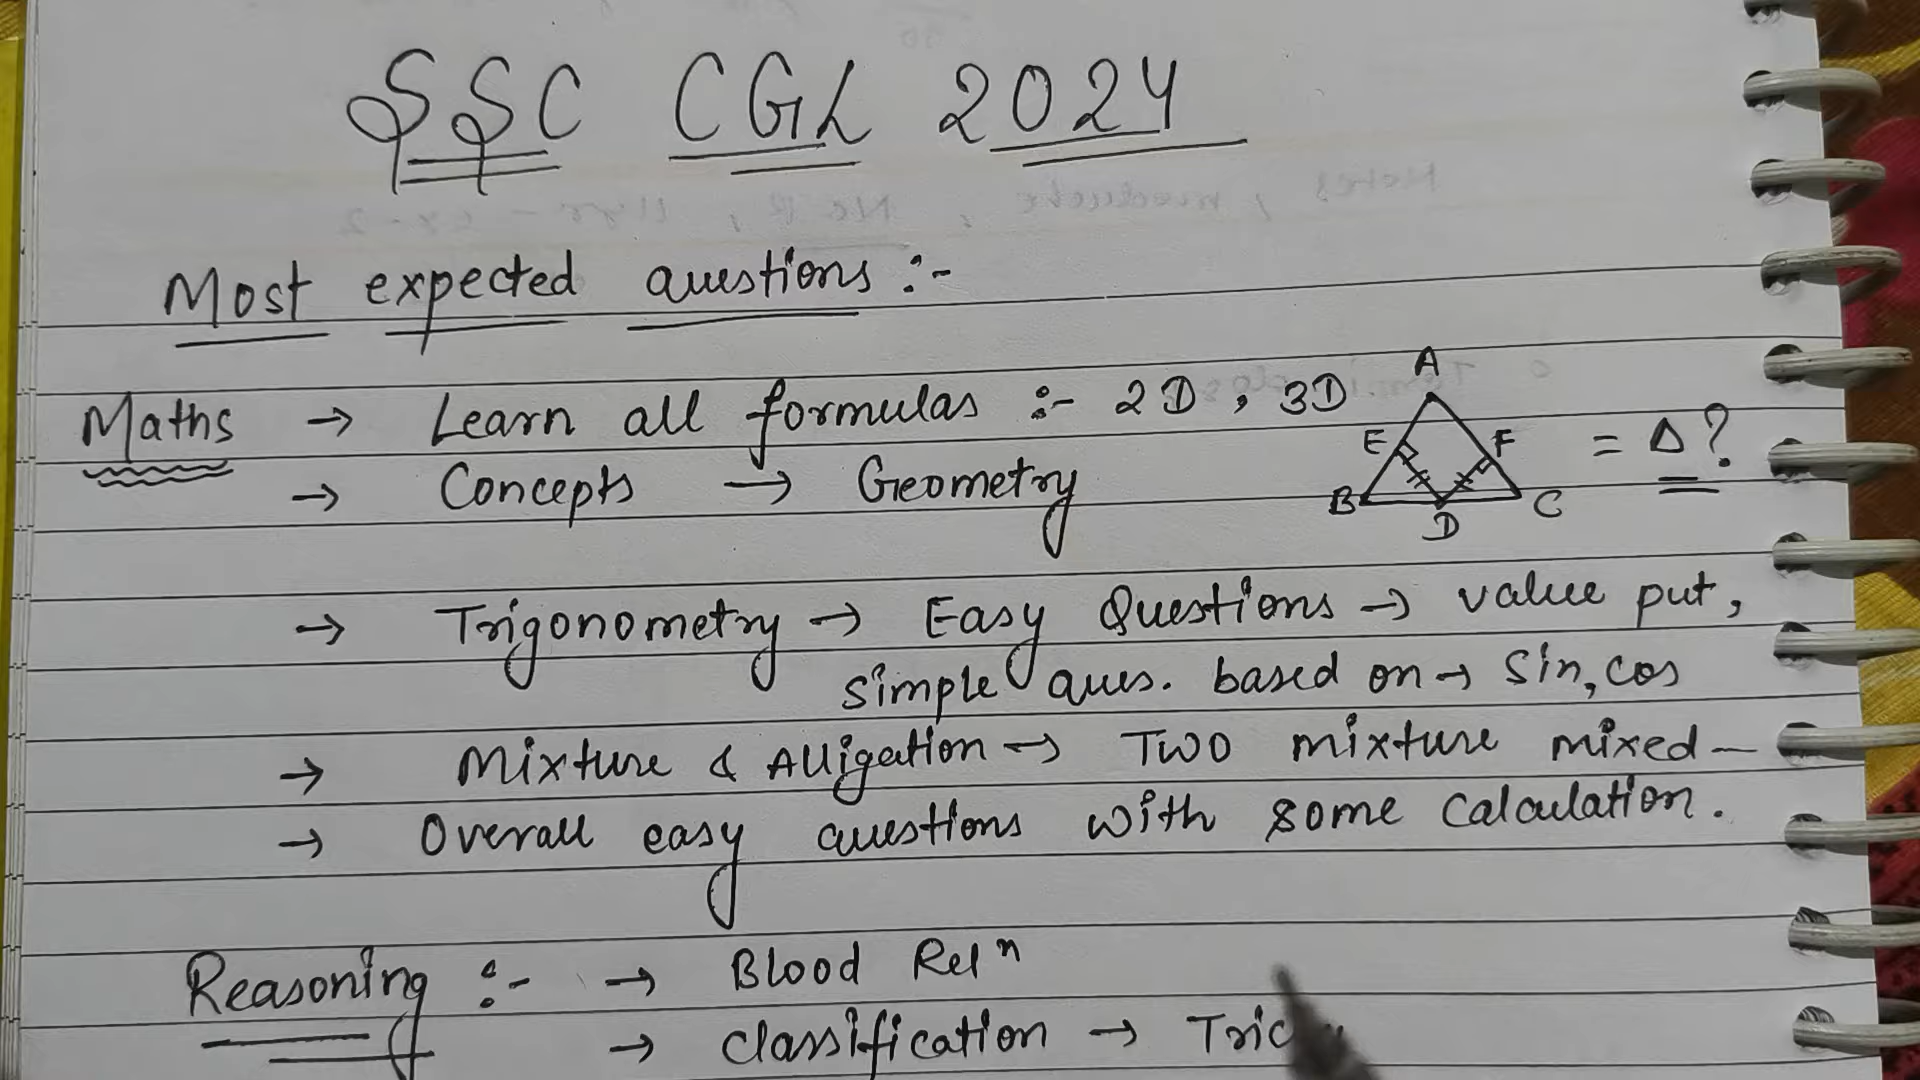 SSC CGL 2024
Most expected questions :-
Maths → Learn all formulas :- 2D, 3D
→ Concepts → Geometry
A
E F
B D C
= Δ?
→ Trigonometry → Easy Questions → value put,
simple ques. based on → Sin, cos
→ Mixture & Alligation → Two mixture mixed —
→ Overall easy questions with some calculation.
Reasoning :- → Blood Relⁿ
→ classification →